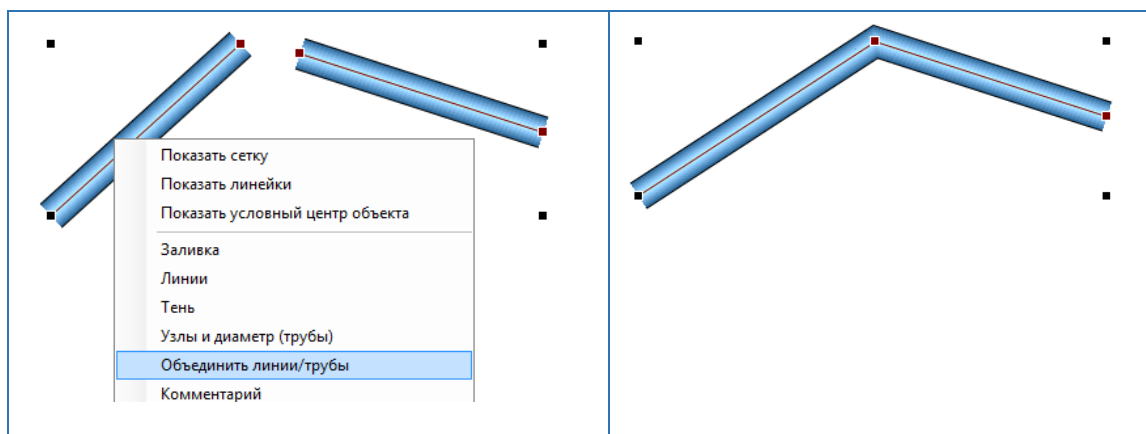 Показать сетку
Показать линейки
Показать условный центр объекта
Заливка
Линии
Тень
Узлы и диаметр (трубы)
Объединить линии/трубы
Комментарий